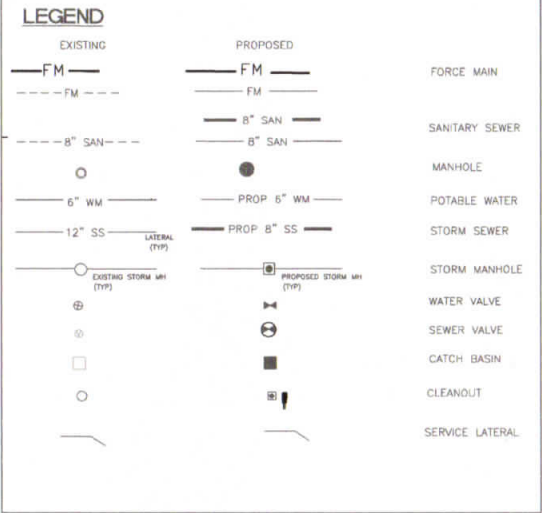 LEGEND
EXISTING PROPOSED
FM FM FORCE MAIN
FM FM
8" SAN SANITARY SEWER
8" SAN 8" SAN
MANHOLE
6" WM PROP 6" WM POTABLE WATER
12" SS LATERAL (TYP) PROP 8" SS STORM SEWER
EXISTING STORM MH (TYP) PROPOSED STORM MH (TYP) STORM MANHOLE
WATER VALVE
SEWER VALVE
CATCH BASIN
CLEANOUT
SERVICE LATERAL